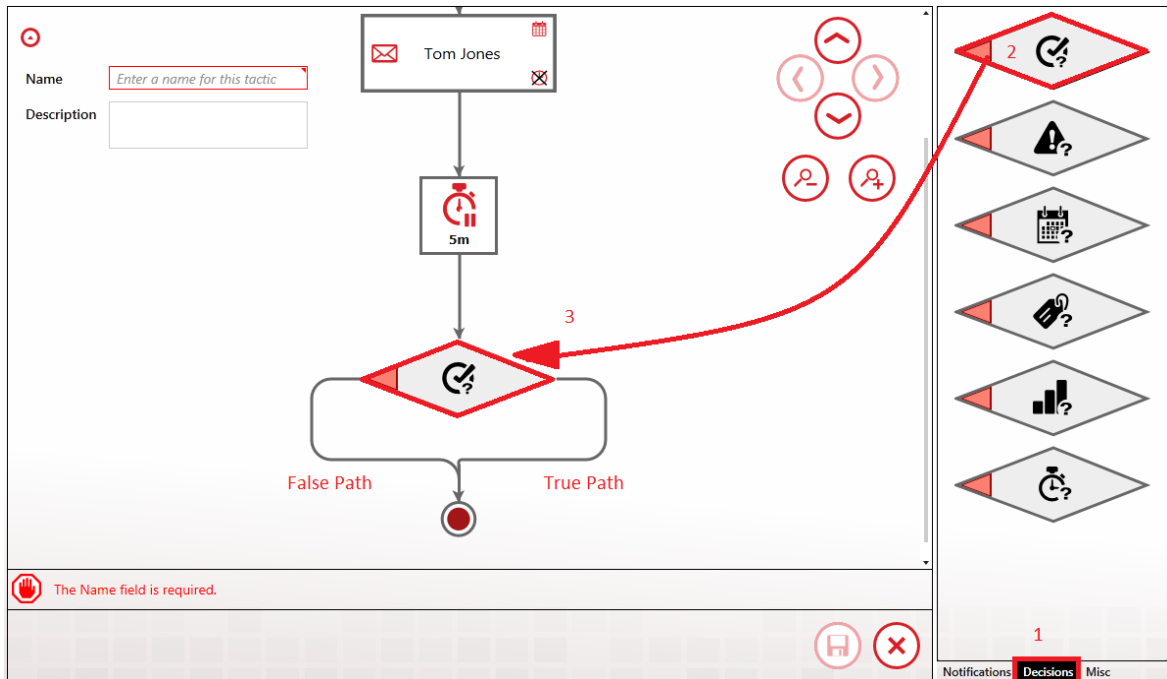 Name
Enter a name for this tactic
Description
Tom Jones
5m
2
?
?
?
?
?
?
3
?
False Path
True Path
The Name field is required.
1
Notifications
Decisions
Misc